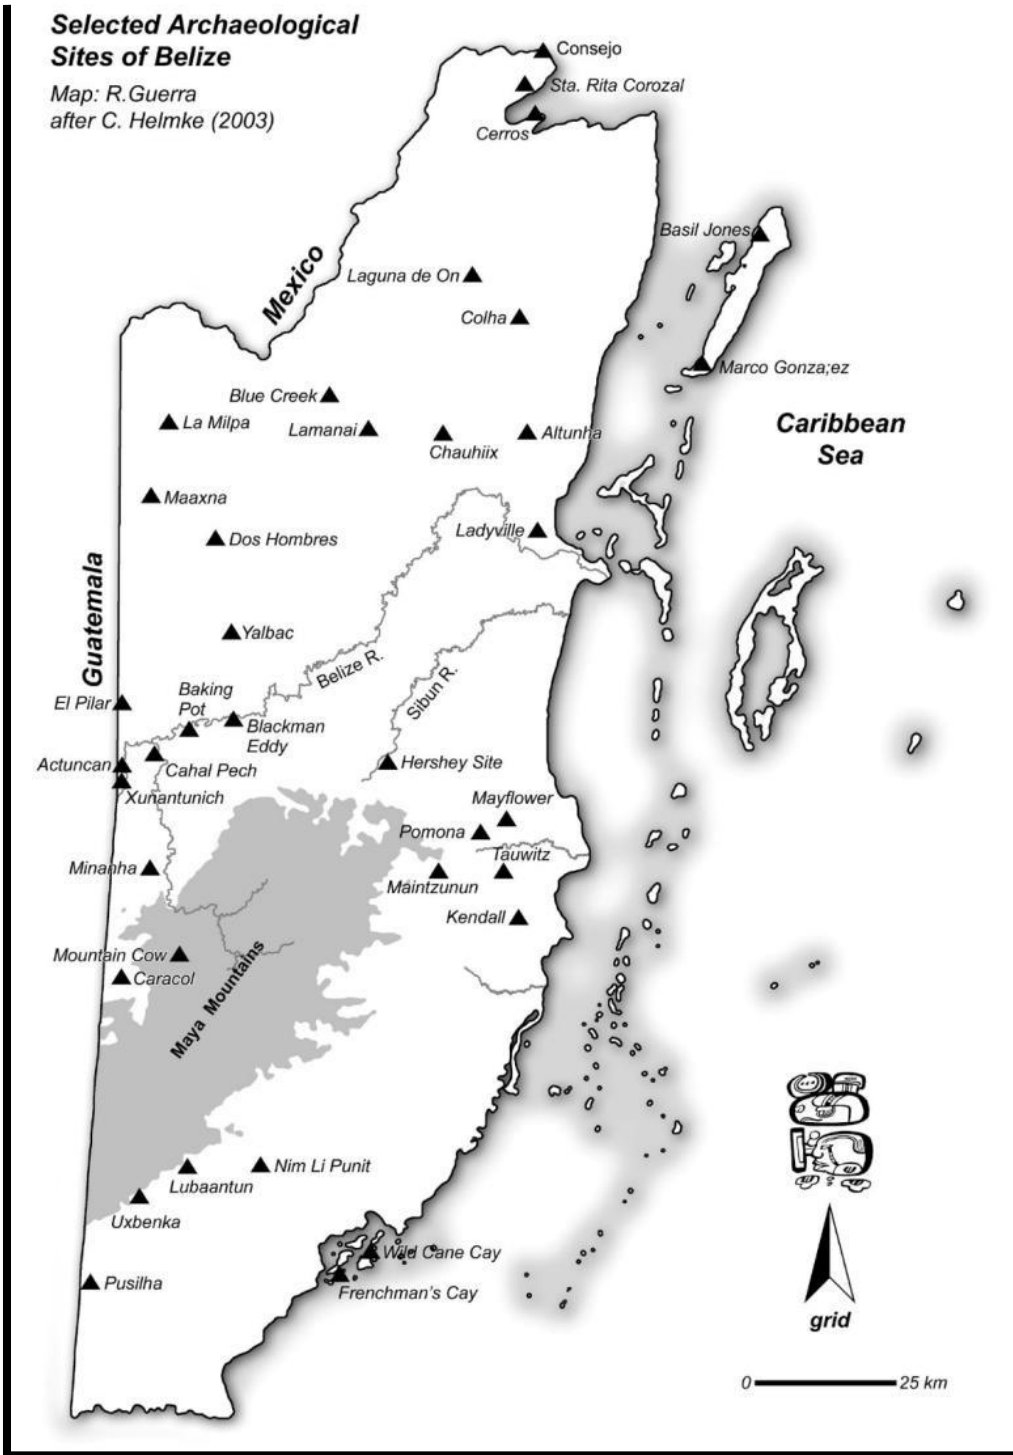 Selected Archaeological
Sites of Belize
Map: R.Guerra
after C. Helmke (2003)
Consejo
Sta. Rita Corozal
Cerros
Basil Jones
Mexico
Laguna de On
Colha
Marco Gonza;ez
Blue Creek
La Milpa
Lamanai
Chauhiix
Altunha
Caribbean
Sea
Maaxna
Dos Hombres
Ladyville
Guatemala
Yalbac
Belize R.
Sibun R.
El Pilar
Baking
Pot
Blackman
Eddy
Actuncan
Cahal Pech
Xunantunich
Hershey Site
Mayflower
Pomona
Tauwitz
Minanha
Maintzunun
Kendall
Mountain Cow
Caracol
Maya Mountains
Nim Li Punit
Lubaantun
Uxbenka
Wild Cane Cay
Pusilha
Frenchman's Cay
grid
0 25 km